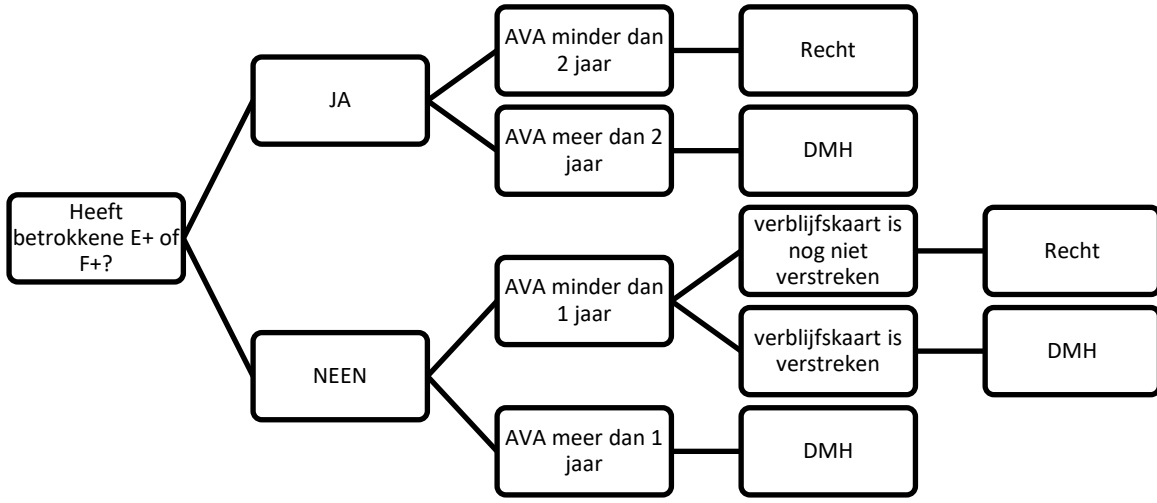 Heeft
betrokkene E+ of
F+?
JA
AVA minder dan
2 jaar
Recht
AVA meer dan 2
jaar
DMH
NEEN
AVA minder dan
1 jaar
verblijfskaart is
nog niet
verstreken
Recht
verblijfskaart is
verstreken
DMH
AVA meer dan 1
jaar
DMH